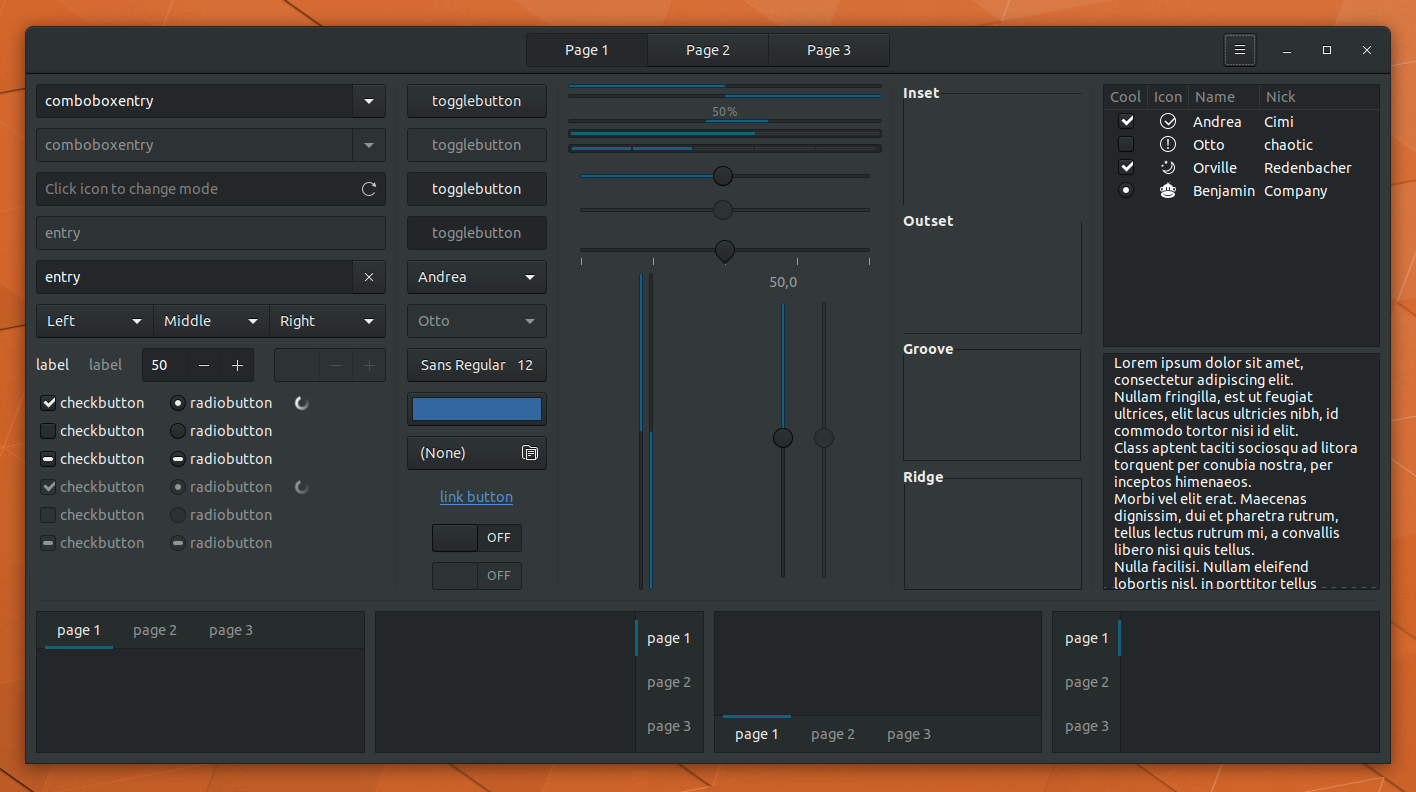 Page 1 Page 2 Page 3
comboboxentry
comboboxentry
Click icon to change mode
entry
entry
Left Middle Right
label label 50
checkbutton radiobutton
checkbutton radiobutton
checkbutton radiobutton
checkbutton radiobutton
checkbutton radiobutton
checkbutton radiobutton
togglebutton
togglebutton
togglebutton
togglebutton
Andrea
Otto
Sans Regular 12
(None)
link button
OFF
OFF
50%
50,0
Inset
Outset
Groove
Ridge
Cool Icon Name Nick
Andrea Cimi
Otto chaotic
Orville Redenbacher
Benjamin Company
Lorem ipsum dolor sit amet,
consectetur adipiscing elit.
Nullam fringilla, est ut feugiat
ultrices, elit lacus ultricies nibh, id
commodo tortor nisi id elit.
Class aptent taciti sociosqu ad litora
torquent per conubia nostra, per
inceptos himenaeos.
Morbi vel elit erat. Maecenas
dignissim, dui et pharetra rutrum,
tellus lectus rutrum mi, a convallis
libero nisi quis tellus.
Nulla facilisi. Nullam eleifend
lobortis nisl, in porttitor tellus
page 1 page 2 page 3
page 1
page 2
page 3
page 1 page 2 page 3
page 1
page 2
page 3